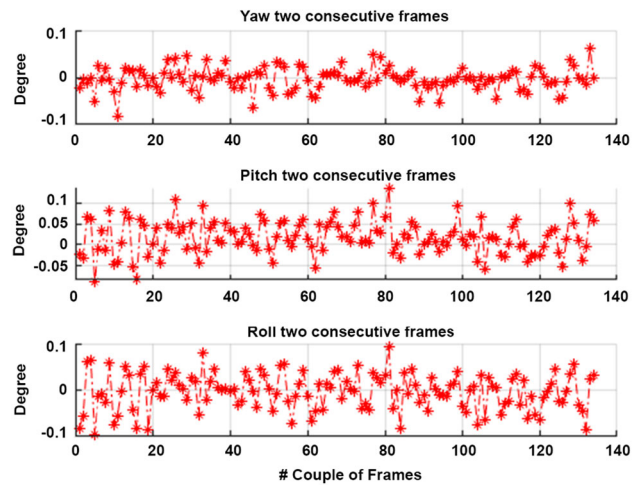 Yaw two consecutive frames
Degree
0.1
0
-0.1
0 20 40 60 80 100 120 140
Pitch two consecutive frames
Degree
0.1
0.05
0
-0.05
0 20 40 60 80 100 120 140
Roll two consecutive frames
Degree
0.1
0
-0.1
0 20 40 60 80 100 120 140
# Couple of Frames